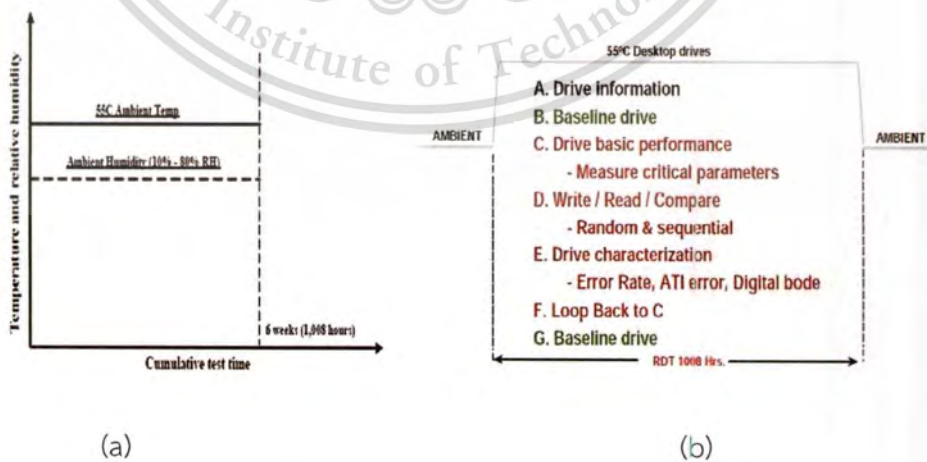 Institute of Technol
Temperature and relative humidity
55C Ambient Temp
Ambient Humidity (10% - 80% RH)
6 weeks (1,008 hours)
Cumulative test time
(a)
55ºC Desktop drives
AMBIENT
AMBIENT
A. Drive information
B. Baseline drive
C. Drive basic performance
- Measure critical parameters
D. Write / Read / Compare
- Random & sequential
E. Drive characterization
- Error Rate, ATI error, Digital bode
F. Loop Back to C
G. Baseline drive
RDT 1008 Hrs.
(b)